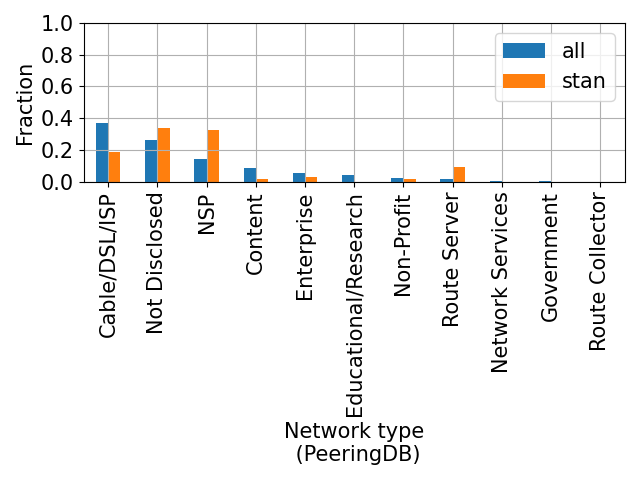 1.0
0.8
0.6
0.4
0.2
0.0
Fraction
all
stan
Cable/DSL/ISP
Not Disclosed
NSP
Content
Enterprise
Educational/Research
Non-Profit
Route Server
Network Services
Government
Route Collector
Network type
(PeeringDB)